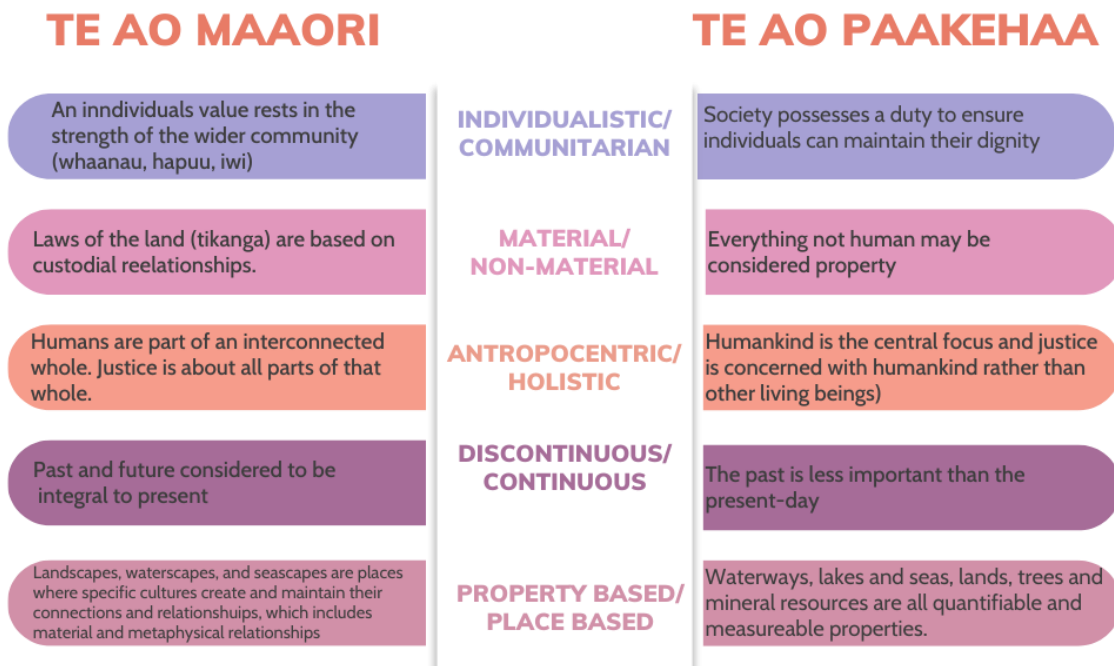 TE AO MAAORI
TE AO PAAKEHAA
An inndividuals value rests in the
strength of the wider community
(whaanau, hapuu, iwi)
INDIVIDUALISTIC/
COMMUNITARIAN
Society possesses a duty to ensure
individuals can maintain their dignity
Laws of the land (tikanga) are based on
custodial reelationships.
MATERIAL/
NON-MATERIAL
Everything not human may be
considered property
Humans are part of an interconnected
whole. Justice is about all parts of that
whole.
ANTROPOCENTRIC/
HOLISTIC
Humankind is the central focus and justice
is concerned with humankind rather than
other living beings)
Past and future considered to be
integral to present
DISCONTINUOUS/
CONTINUOUS
The past is less important than the
present-day
Landscapes, waterscapes, and seascapes are places
where specific cultures create and maintain their
connections and relationshuips, which includes
material and metaphysical relationships
PROPERTY BASED/
PLACE BASED
Waterways, lakes and seas, lands, trees and
mineral resources are all quantifiable and
measureable properties.